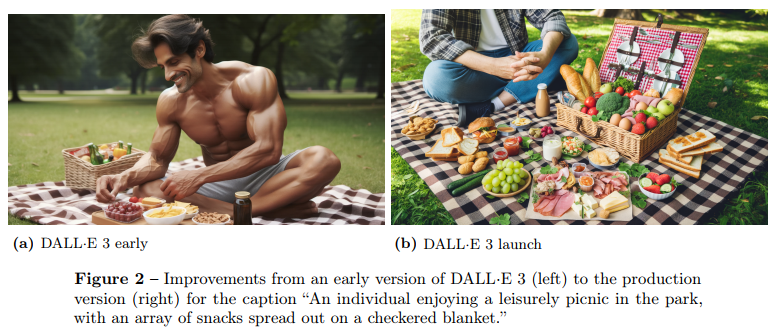 (a) DALL·E 3 early
(b) DALL·E 3 launch
Figure 2 – Improvements from an early version of DALL·E 3 (left) to the production
version (right) for the caption “An individual enjoying a leisurely picnic in the park,
with an array of snacks spread out on a checkered blanket.”